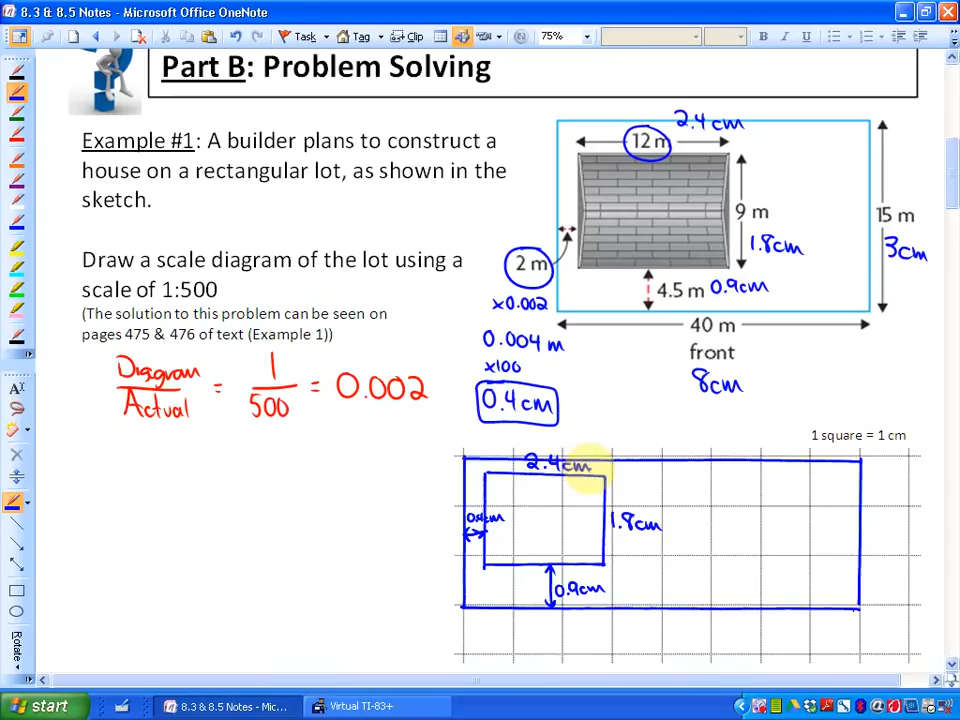 8.3 & 8.5 Notes - Microsoft Office OneNote
Task Tag Clip 75% B I U
Part B: Problem Solving
Example #1: A builder plans to construct a
house on a rectangular lot, as shown in the
sketch.
Draw a scale diagram of the lot using a
scale of 1:500
(The solution to this problem can be seen on
pages 475 & 476 of text (Example 1))
Diagram
Actual
=
1
500
= 0.002
2.4 cm
12 m
9 m
1.8cm
15 m
3cm
2 m
x0.002
0.004 m
x100
0.4 cm
4.5 m 0.9cm
40 m
front
8cm
1 square = 1 cm
2.4cm
0.4cm
1.8cm
0.9cm
A
Rotate
start
8.3 & 8.5 Notes - Mi...
Virtual TI-83+